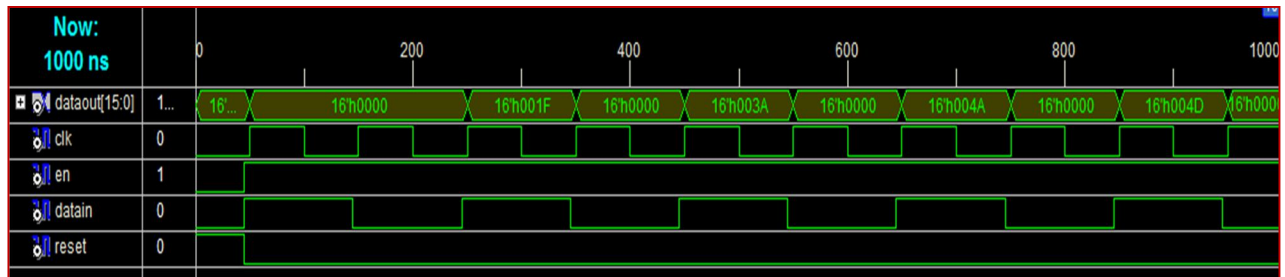 Now:
1000 ns
0 200 400 600 800 1000
dataout[15:0] 1... 16'... 16'h0000 16'h001F 16'h0000 16'h003A 16'h0000 16'h004A 16'h0000 16'h004D 16'h000
clk 0
en 1
datain 0
reset 0